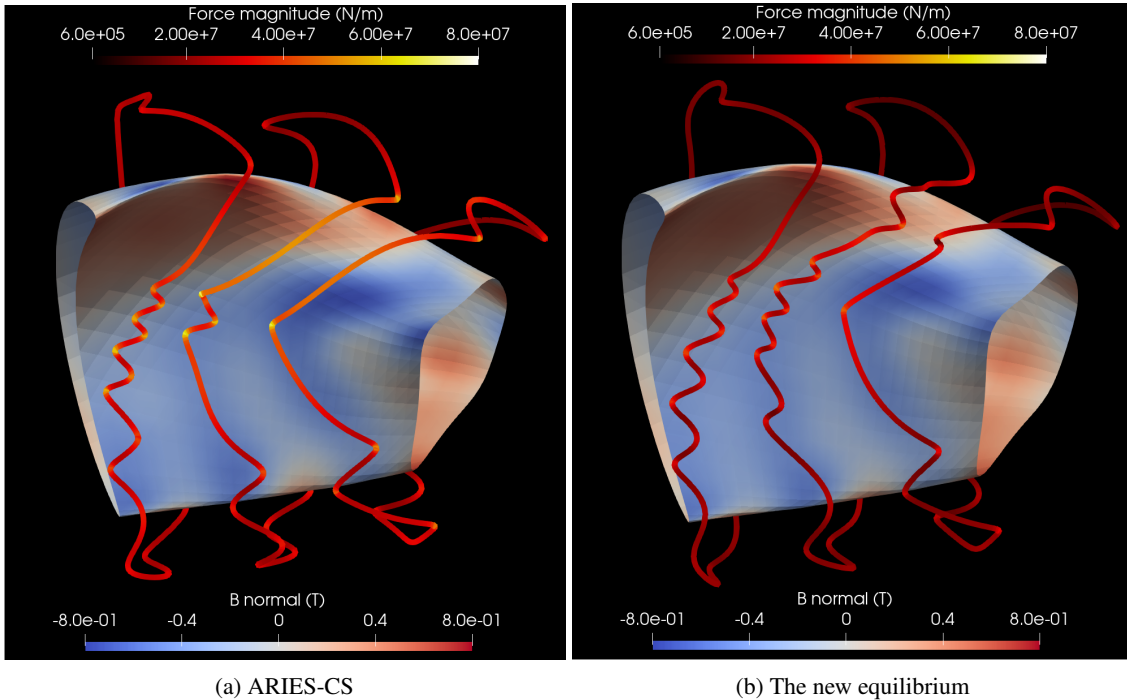 Force magnitude (N/m)
6.0e+05 2.00e+7 4.00e+7 6.00e+7 8.0e+07
B normal (T)
-8.0e-01 -0.4 0 0.4 8.0e-01
(a) ARIES-CS
Force magnitude (N/m)
6.0e+05 2.00e+7 4.00e+7 6.00e+7 8.0e+07
B normal (T)
-8.0e-01 -0.4 0 0.4 8.0e-01
(b) The new equilibrium